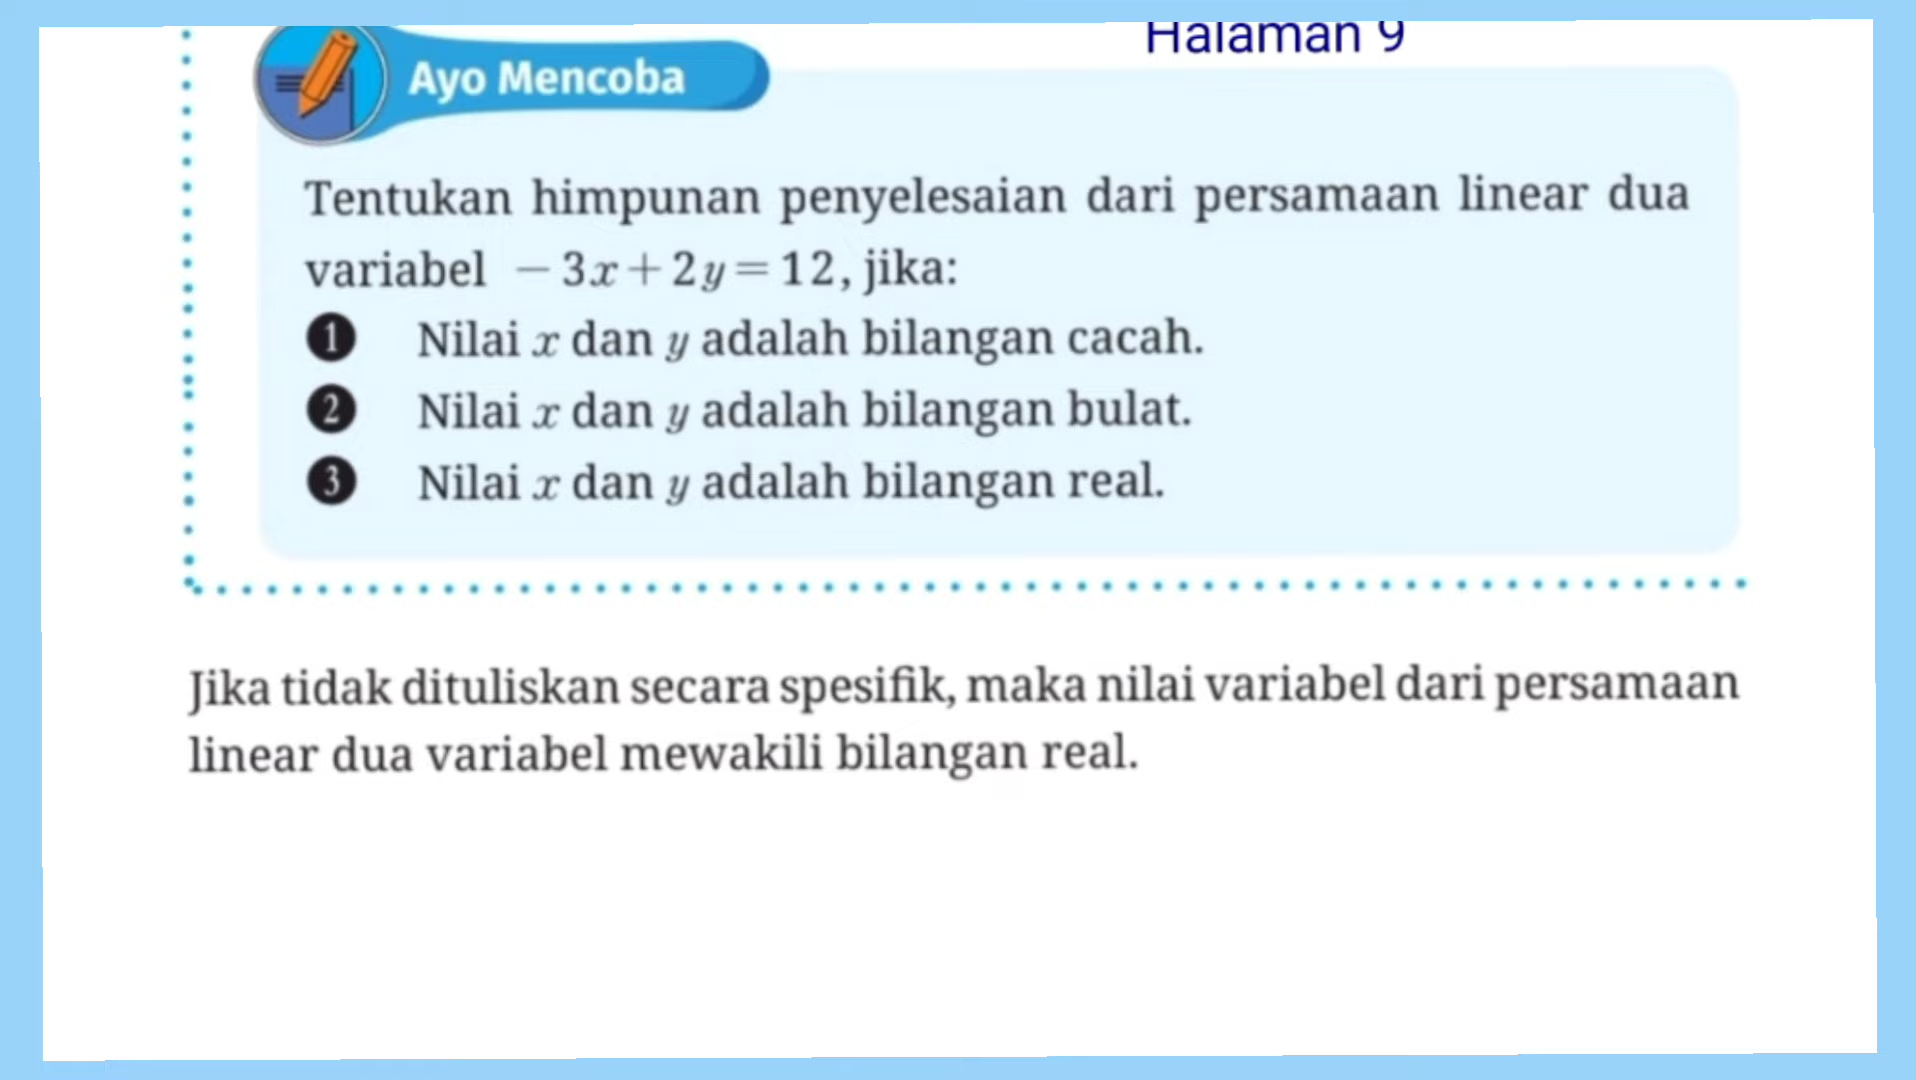 Halaman 9
Ayo Mencoba
Tentukan himpunan penyelesaian dari persamaan linear dua
variabel −3x+2y=12, jika:
1 Nilai x dan y adalah bilangan cacah.
2 Nilai x dan y adalah bilangan bulat.
3 Nilai x dan y adalah bilangan real.
Jika tidak dituliskan secara spesifik, maka nilai variabel dari persamaan
linear dua variabel mewakili bilangan real.